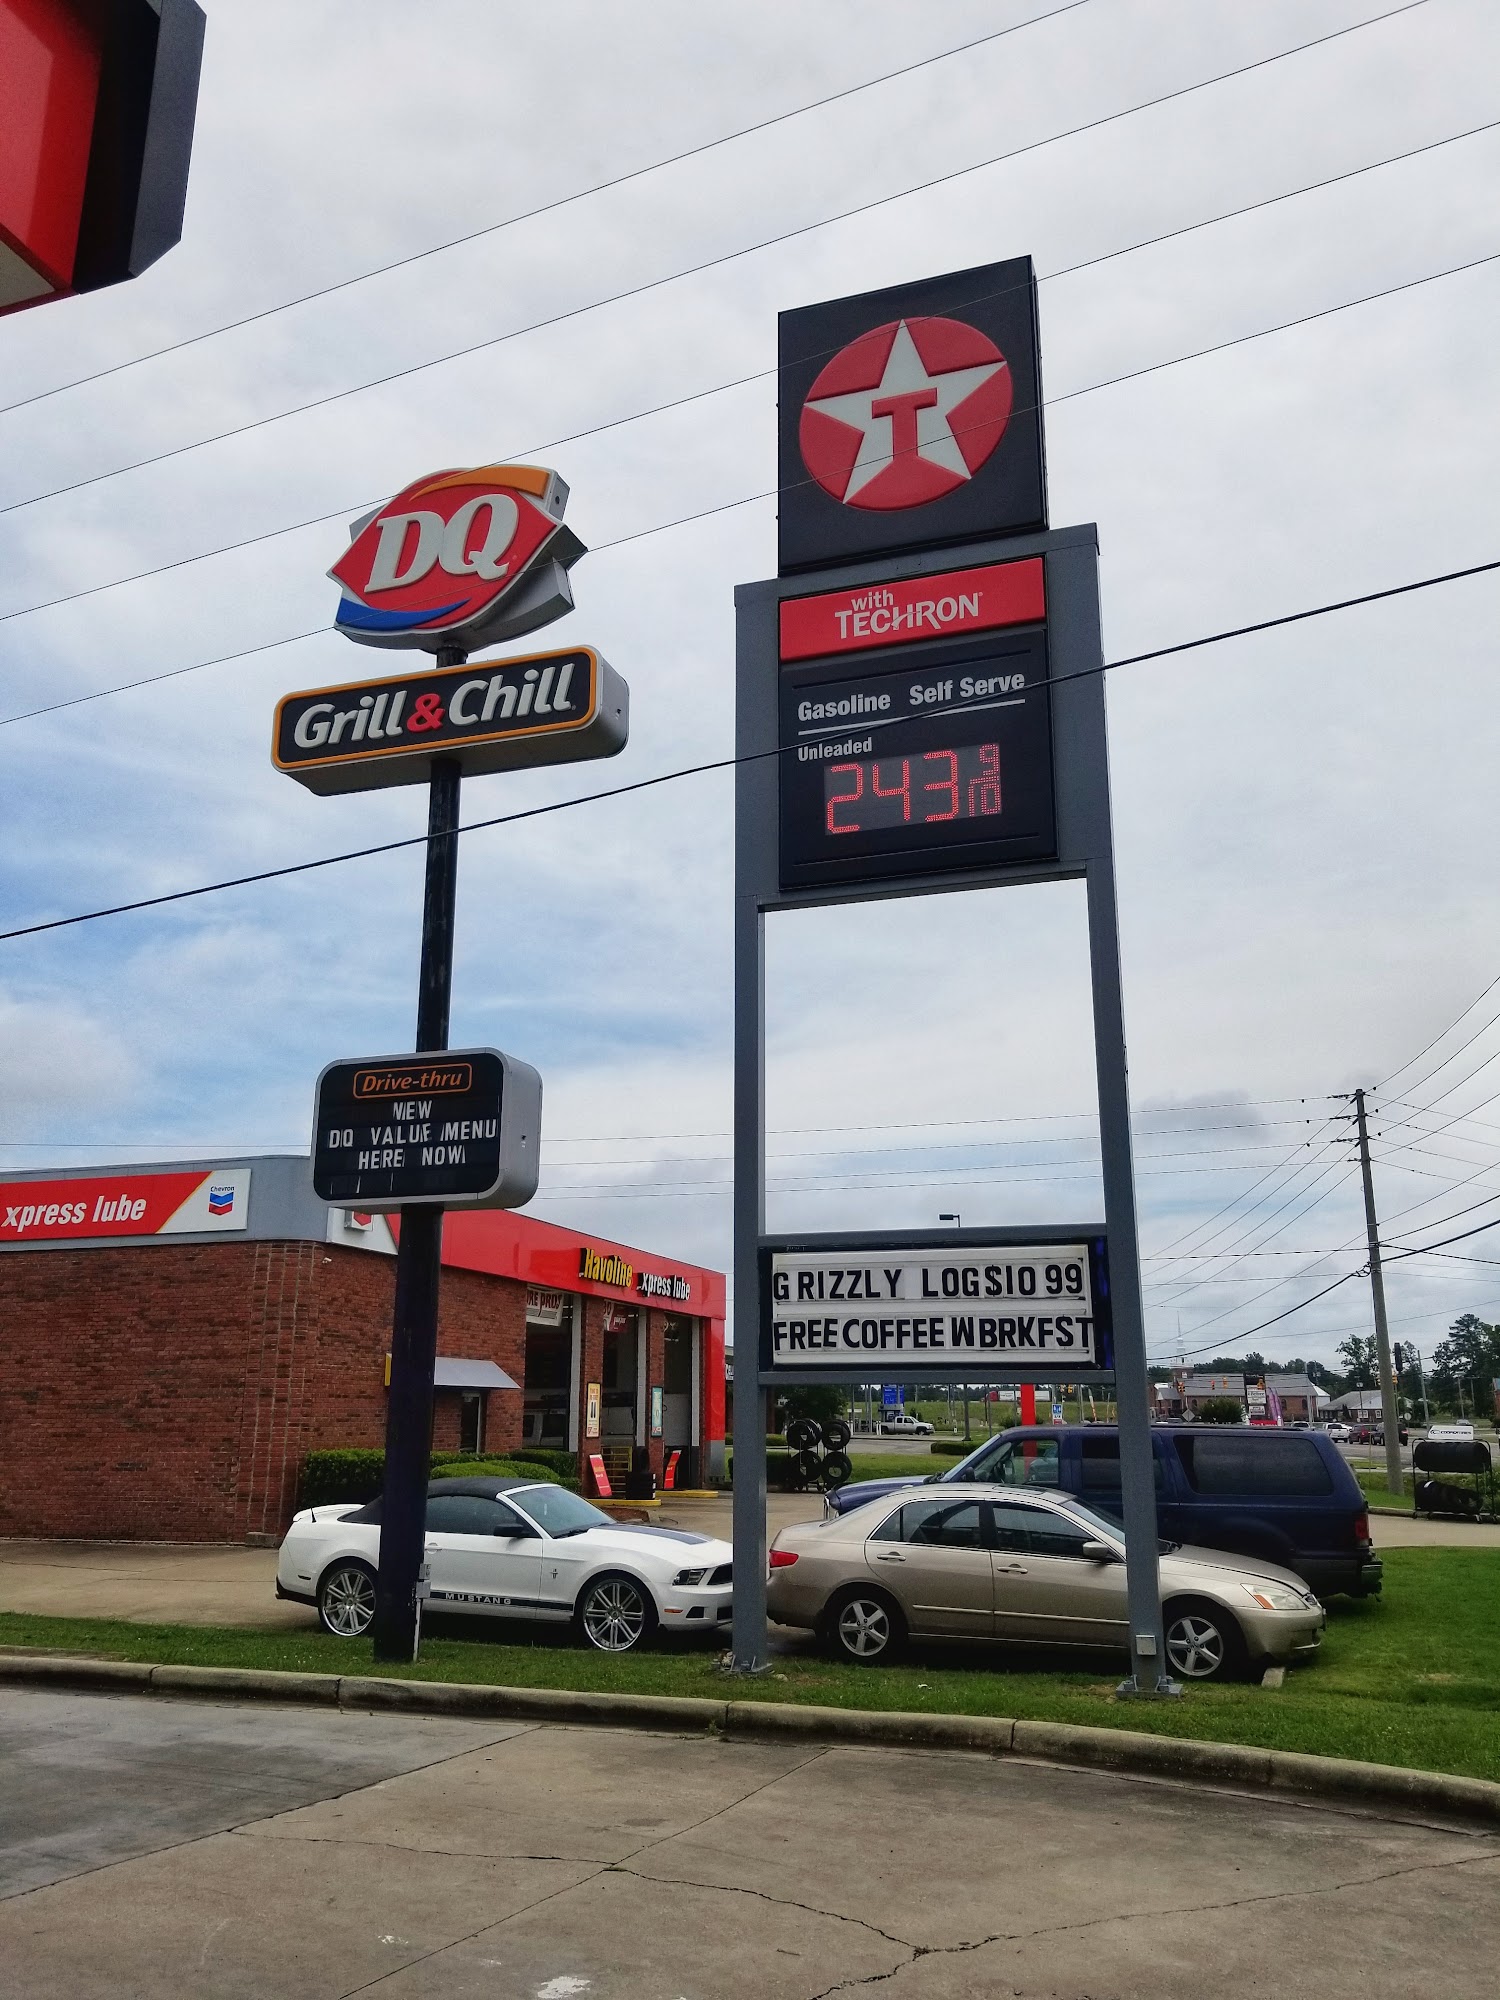 DQ
Grill & Chill
Drive-thru
NEW
DQ VALUE MENU
HERE NOW
T
with
TECHRON
Gasoline Self Serve
Unleaded
243 9/10
GRIZZLY LOG $10 99
FREE COFFEE W BRKFST
xpress lube
Chevron
Havoline xpress lube
MUSTANG